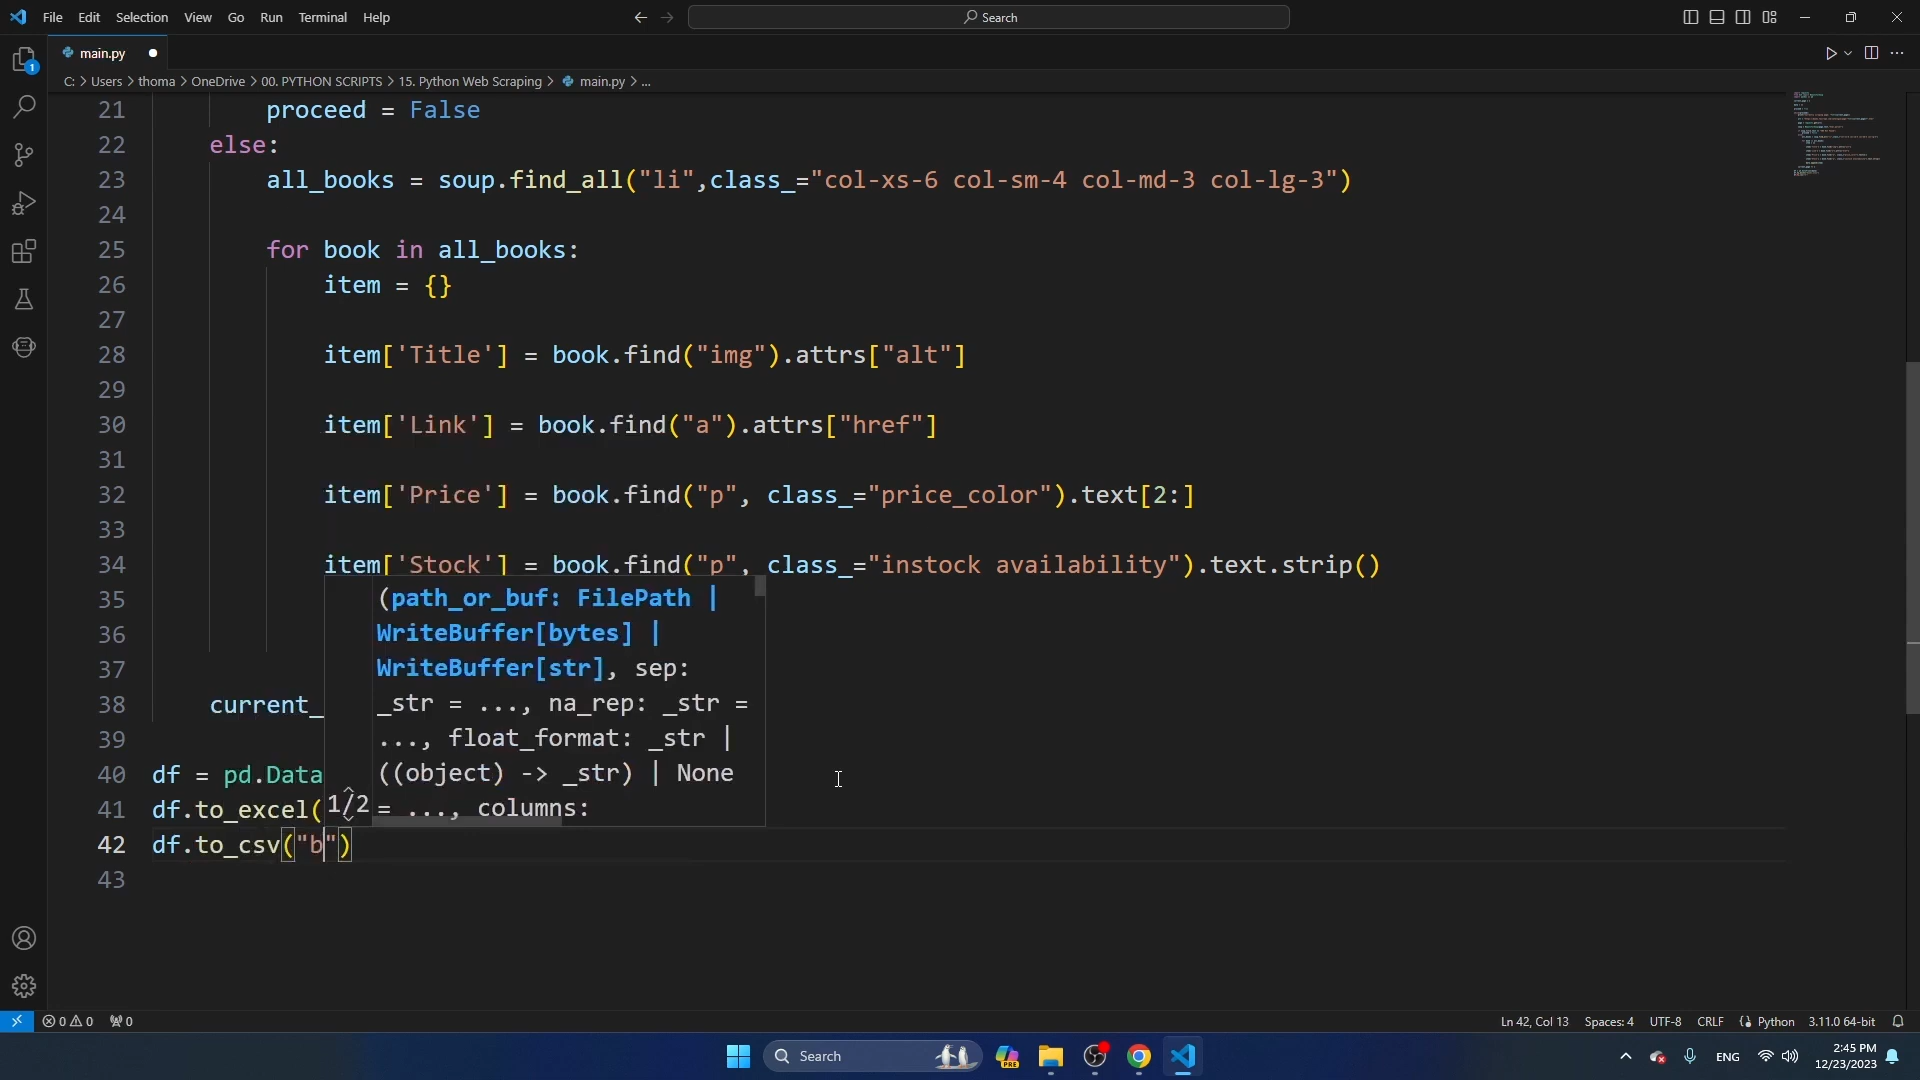 File Edit Selection View Go Run Terminal Help
Search
main.py
C: > Users > thoma > OneDrive > 00. PYTHON SCRIPTS > 15. Python Web Scraping > main.py > ...
21 proceed = False
22 else:
23 all_books = soup.find_all("li",class_="col-xs-6 col-sm-4 col-md-3 col-lg-3")
24
25 for book in all_books:
26 item = {}
27
28 item['Title'] = book.find("img").attrs["alt"]
29
30 item['Link'] = book.find("a").attrs["href"]
31
32 item['Price'] = book.find("p", class_="price_color").text[2:]
33
34 item['Stock'] = book.find("p", class_="instock availability").text.strip()
35 (path_or_buf: FilePath |
36 WriteBuffer[bytes] |
37 WriteBuffer[str], sep:
38 current_ _str = ..., na_rep: _str =
39 ..., float_format: _str |
40 df = pd.Data ((object) -> _str) | None
41 df.to_excel( 1/2 = ..., columns:
42 df.to_csv("b")
43
1
0 0 0
Ln 42, Col 13 Spaces: 4 UTF-8 CRLF Python 3.11.0 64-bit
Search
PRE
ENG
2:45 PM
12/23/2023